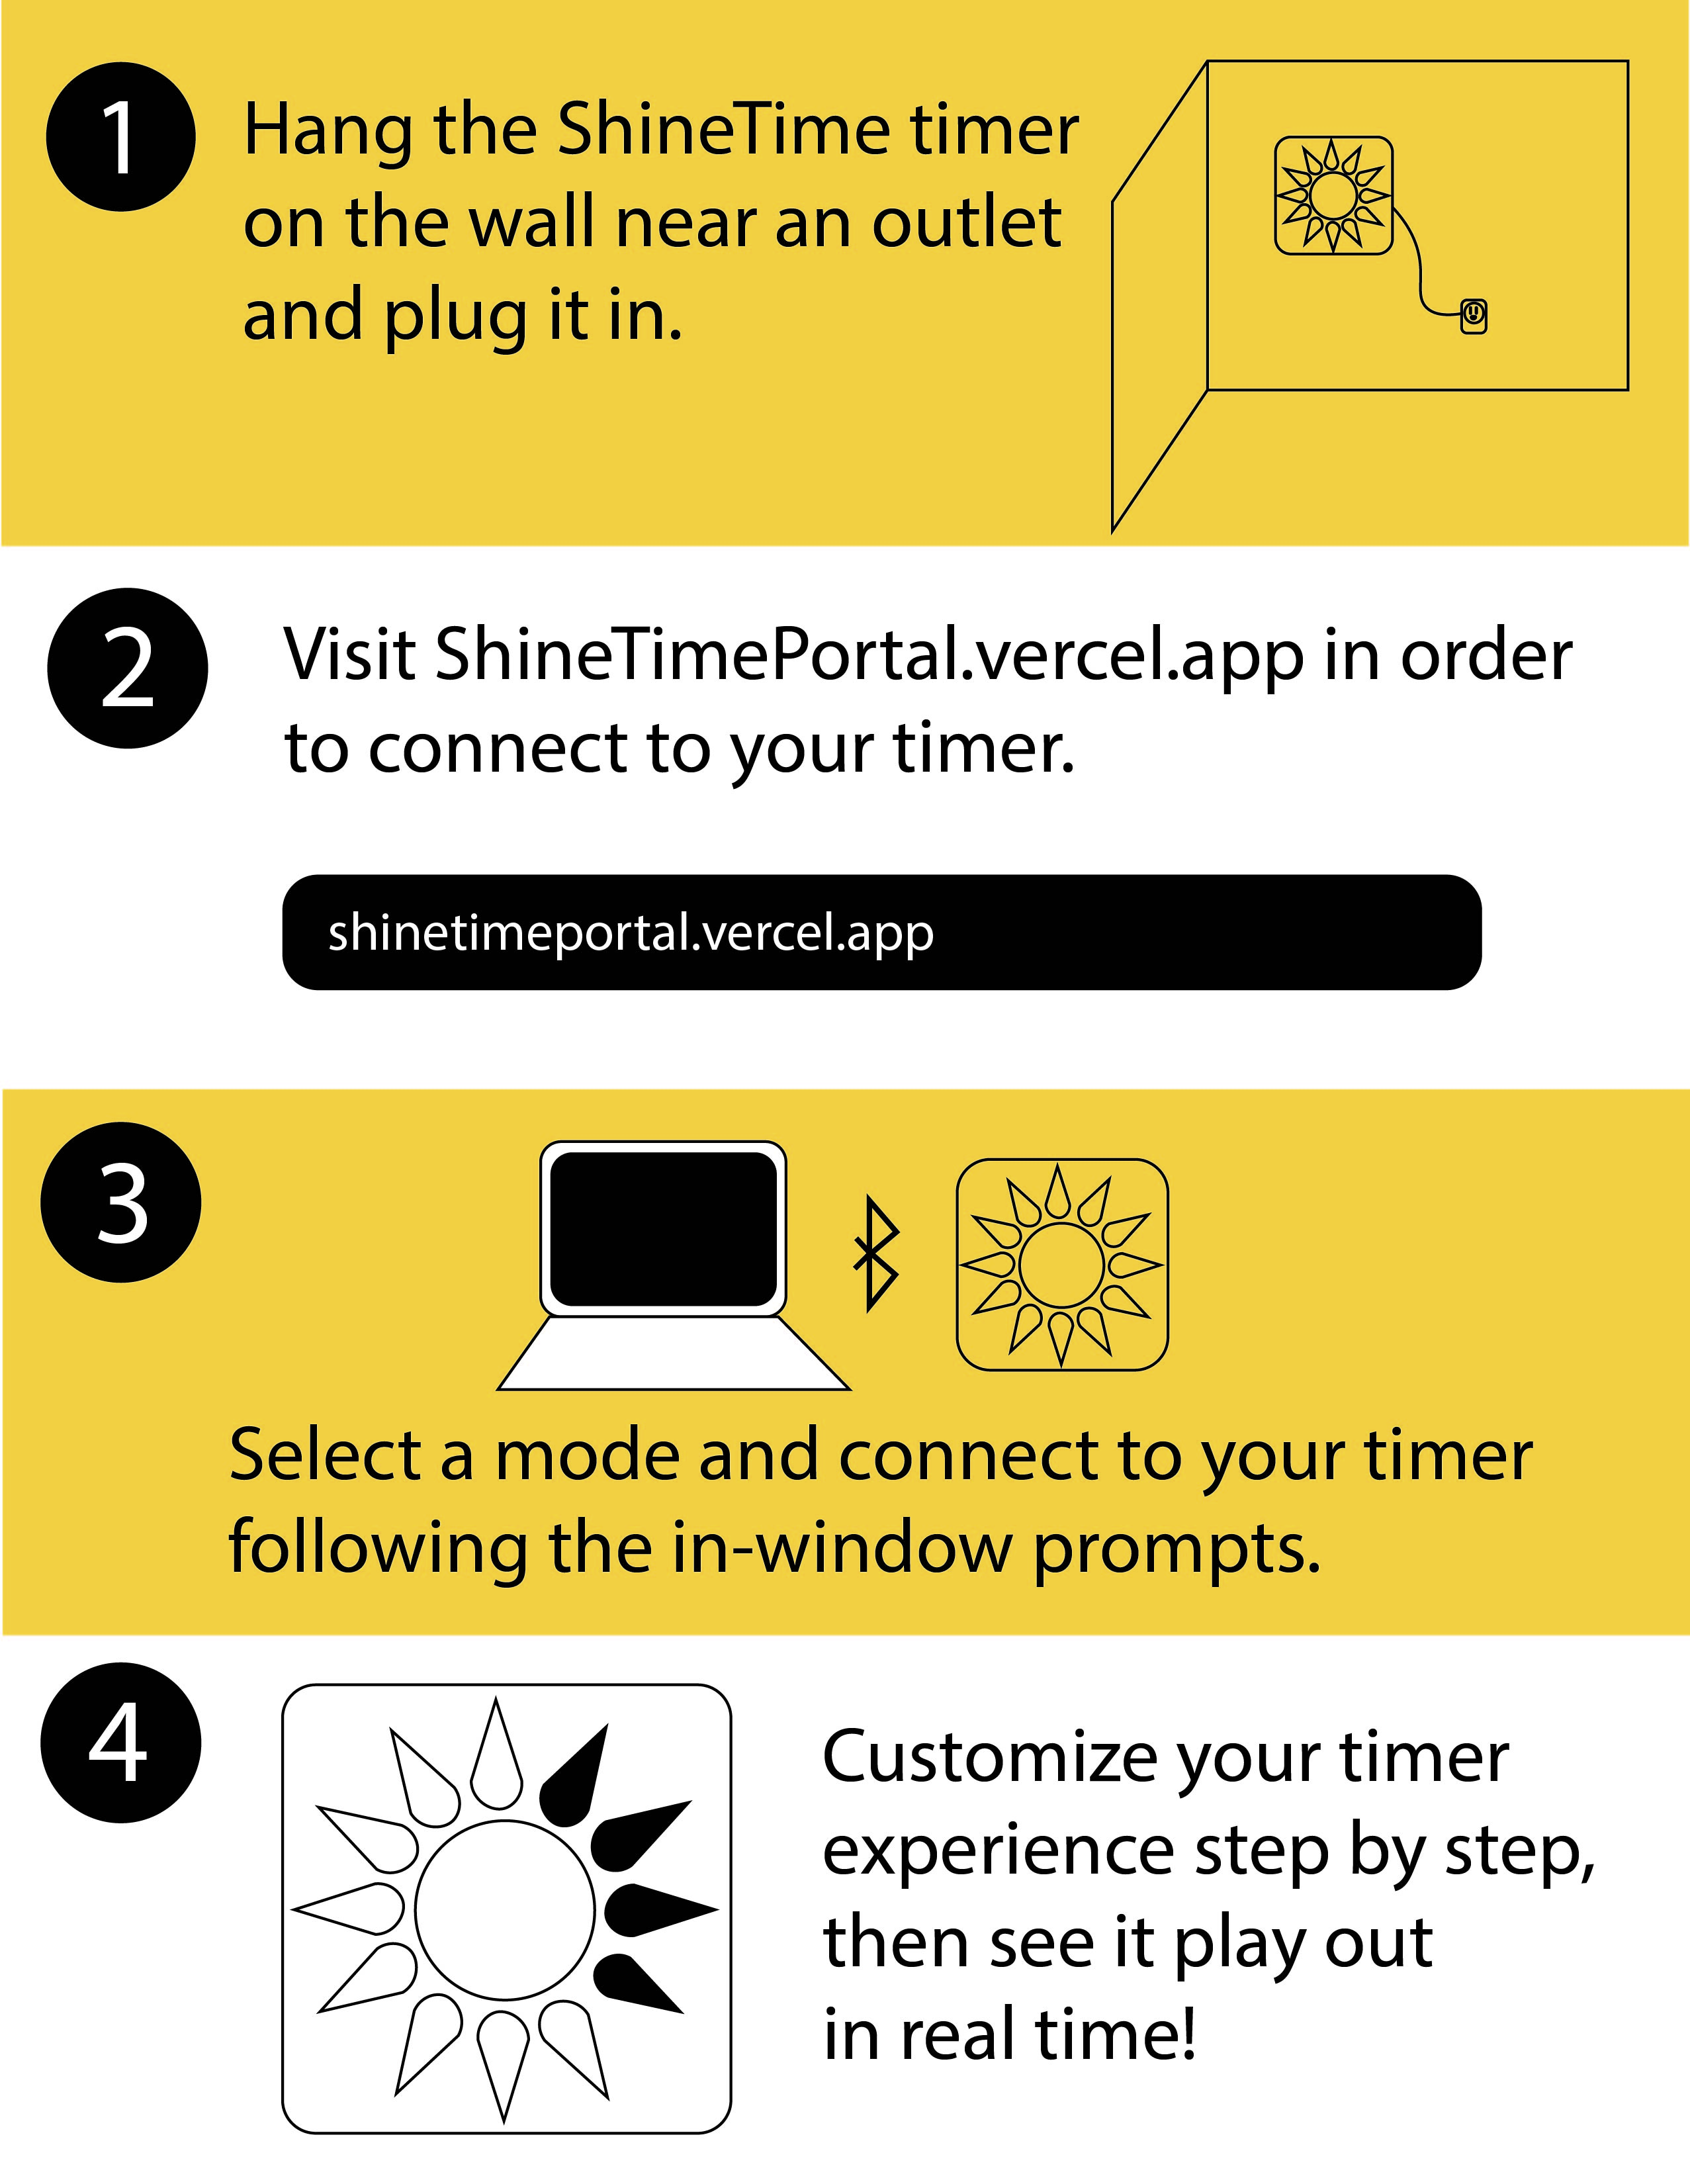 1
Hang the ShineTime timer
on the wall near an outlet
and plug it in.
2
Visit ShineTimePortal.vercel.app in order
to connect to your timer.
shinetimeportal.vercel.app
3
Select a mode and connect to your timer
following the in-window prompts.
4
Customize your timer
experience step by step,
then see it play out
in real time!